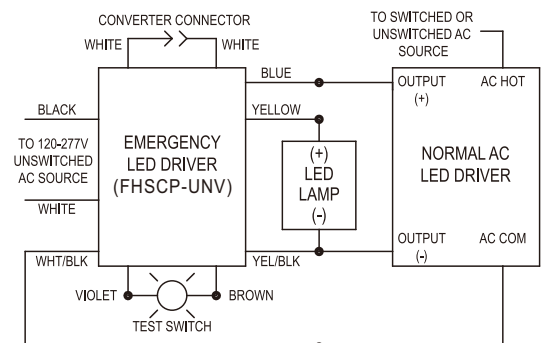 CONVERTER CONNECTOR
WHITE WHITE
TO SWITCHED OR
UNSWITCHED AC
SOURCE
BLACK
TO 120-277V
UNSWITCHED
AC SOURCE
WHITE
WHT/BLK
EMERGENCY
LED DRIVER
(FHSCP-UNV)
BLUE
YELLOW
(+)
LED
LAMP
(-)
YEL/BLK
OUTPUT AC HOT
(+)
NORMAL AC
LED DRIVER
OUTPUT AC COM
(-)
VIOLET BROWN
TEST SWITCH